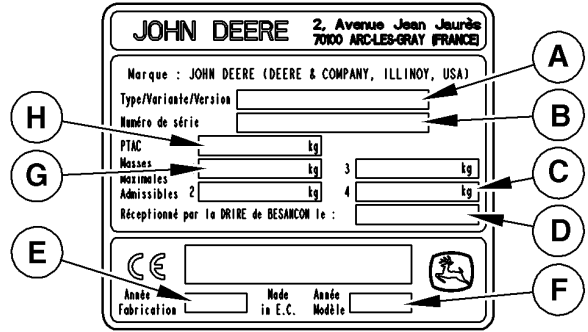 JOHN DEERE
2, Avenue Jean Jaurès
70100 ARC-LES-GRAY (FRANCE)
Marque : JOHN DEERE (DEERE & COMPANY, ILLINOY, USA)
Type/Variante/Version
A
Numéro de série
B
H
PTAC kg
G
Masses kg 3 kg
Maximales
Admissibles 2 kg 4 kg
C
Réceptionné par la DRIRE de BESANCON le :
D
E
CE
Année Fabrication
Made in E.C.
Année Modèle
F